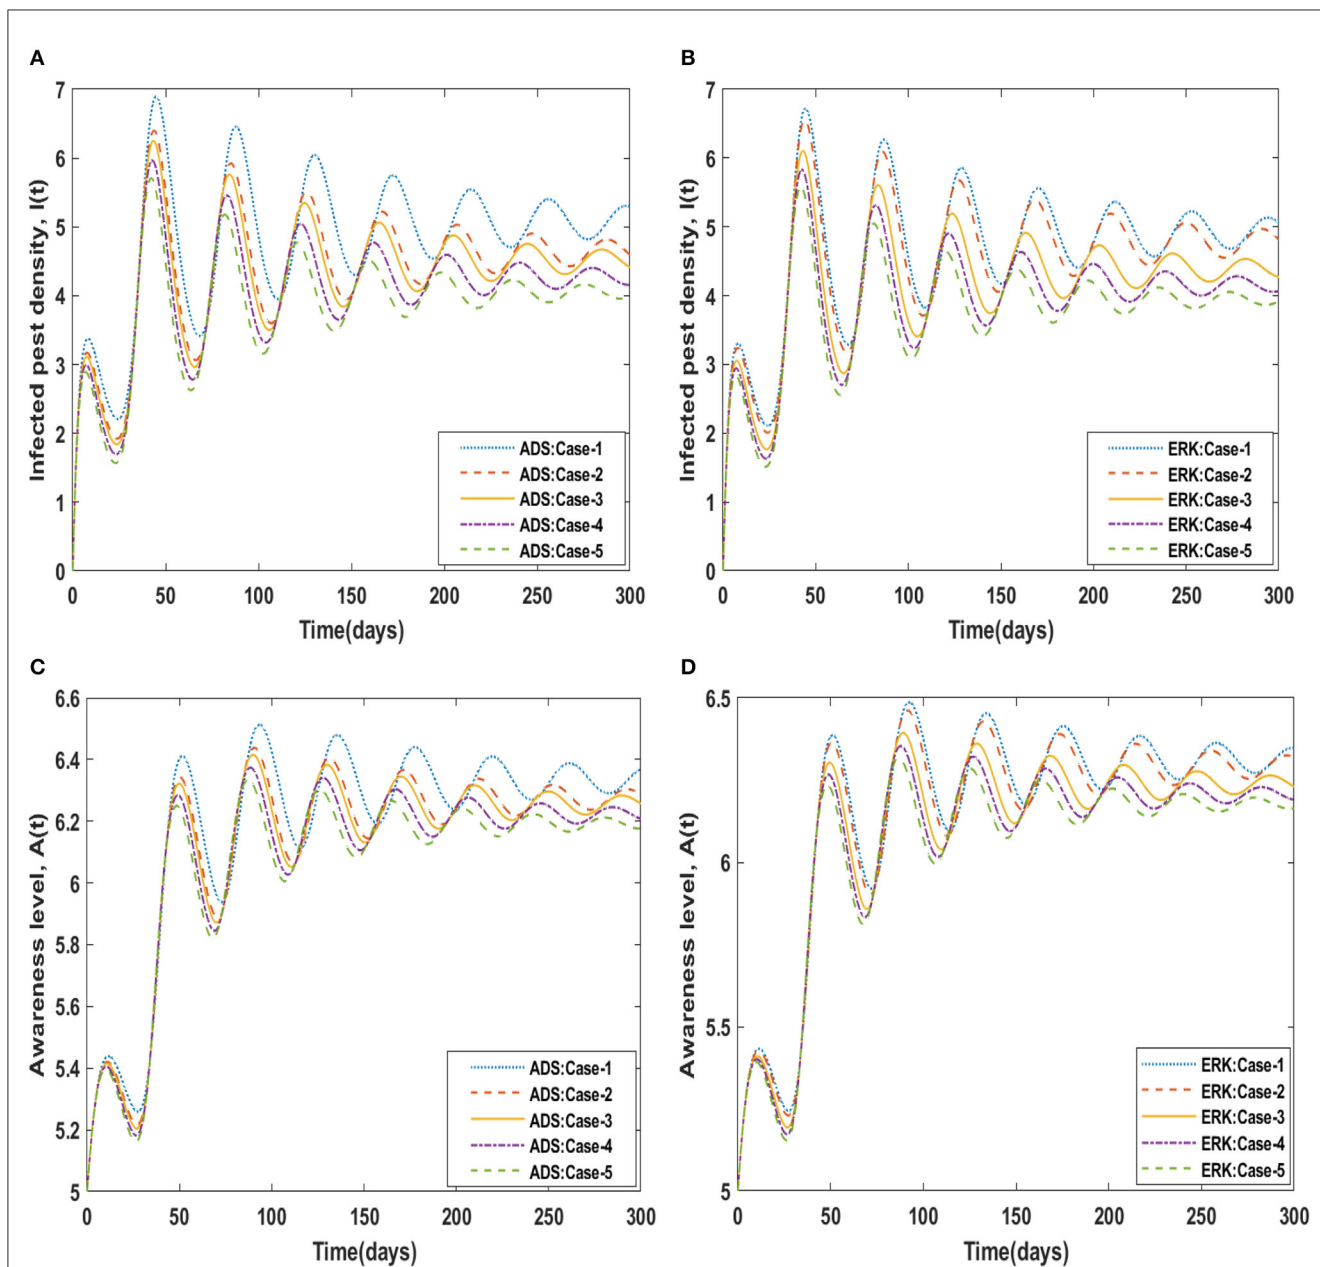 A
7
6
5
4
3
2
1
0
Infected pest density, I(t)
0 50 100 150 200 250 300
Time(days)
ADS:Case-1
ADS:Case-2
ADS:Case-3
ADS:Case-4
ADS:Case-5
B
7
6
5
4
3
2
1
0
Infected pest density, I(t)
0 50 100 150 200 250 300
Time(days)
ERK:Case-1
ERK:Case-2
ERK:Case-3
ERK:Case-4
ERK:Case-5
C
6.6
6.4
6.2
6
5.8
5.6
5.4
5.2
5
Awareness level, A(t)
0 50 100 150 200 250 300
Time(days)
ADS:Case-1
ADS:Case-2
ADS:Case-3
ADS:Case-4
ADS:Case-5
D
6.5
6
5.5
5
Awareness level, A(t)
0 50 100 150 200 250 300
Time(days)
ERK:Case-1
ERK:Case-2
ERK:Case-3
ERK:Case-4
ERK:Case-5